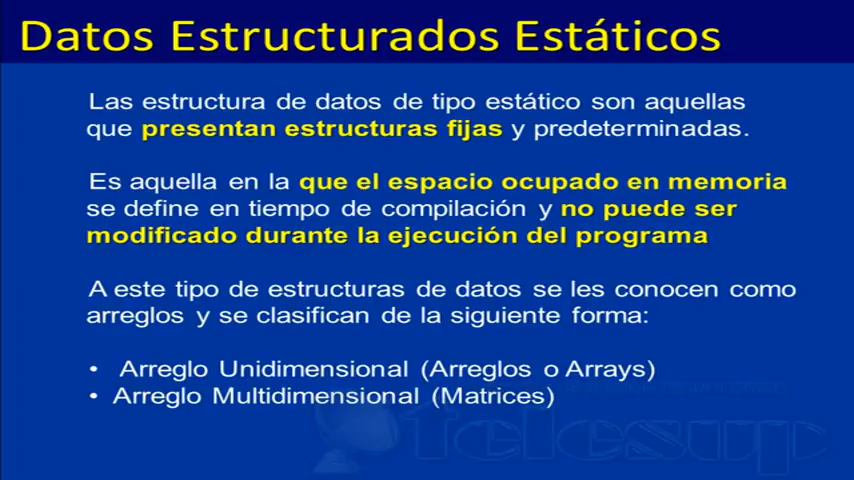 Datos Estructurados Estáticos
Las estructura de datos de tipo estático son aquellas
que presentan estructuras fijas y predeterminadas.
Es aquella en la que el espacio ocupado en memoria
se define en tiempo de compilación y no puede ser
modificado durante la ejecución del programa
A este tipo de estructuras de datos se les conocen como
arreglos y se clasifican de la siguiente forma:
• Arreglo Unidimensional (Arreglos o Arrays)
• Arreglo Multidimensional (Matrices)
telesup